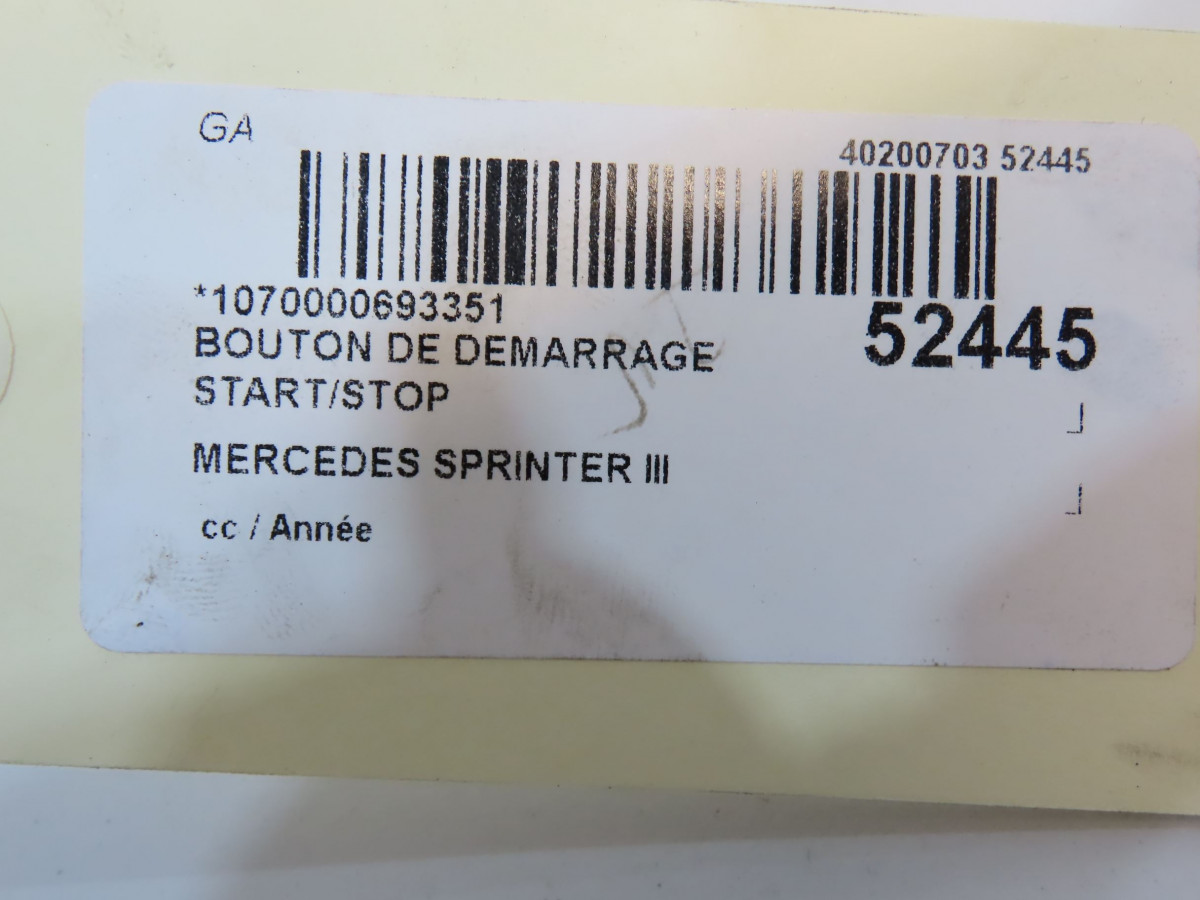 GA
40200703 52445
*1070000693351
52445
BOUTON DE DEMARRAGE
START/STOP
MERCEDES SPRINTER III
cc / Année